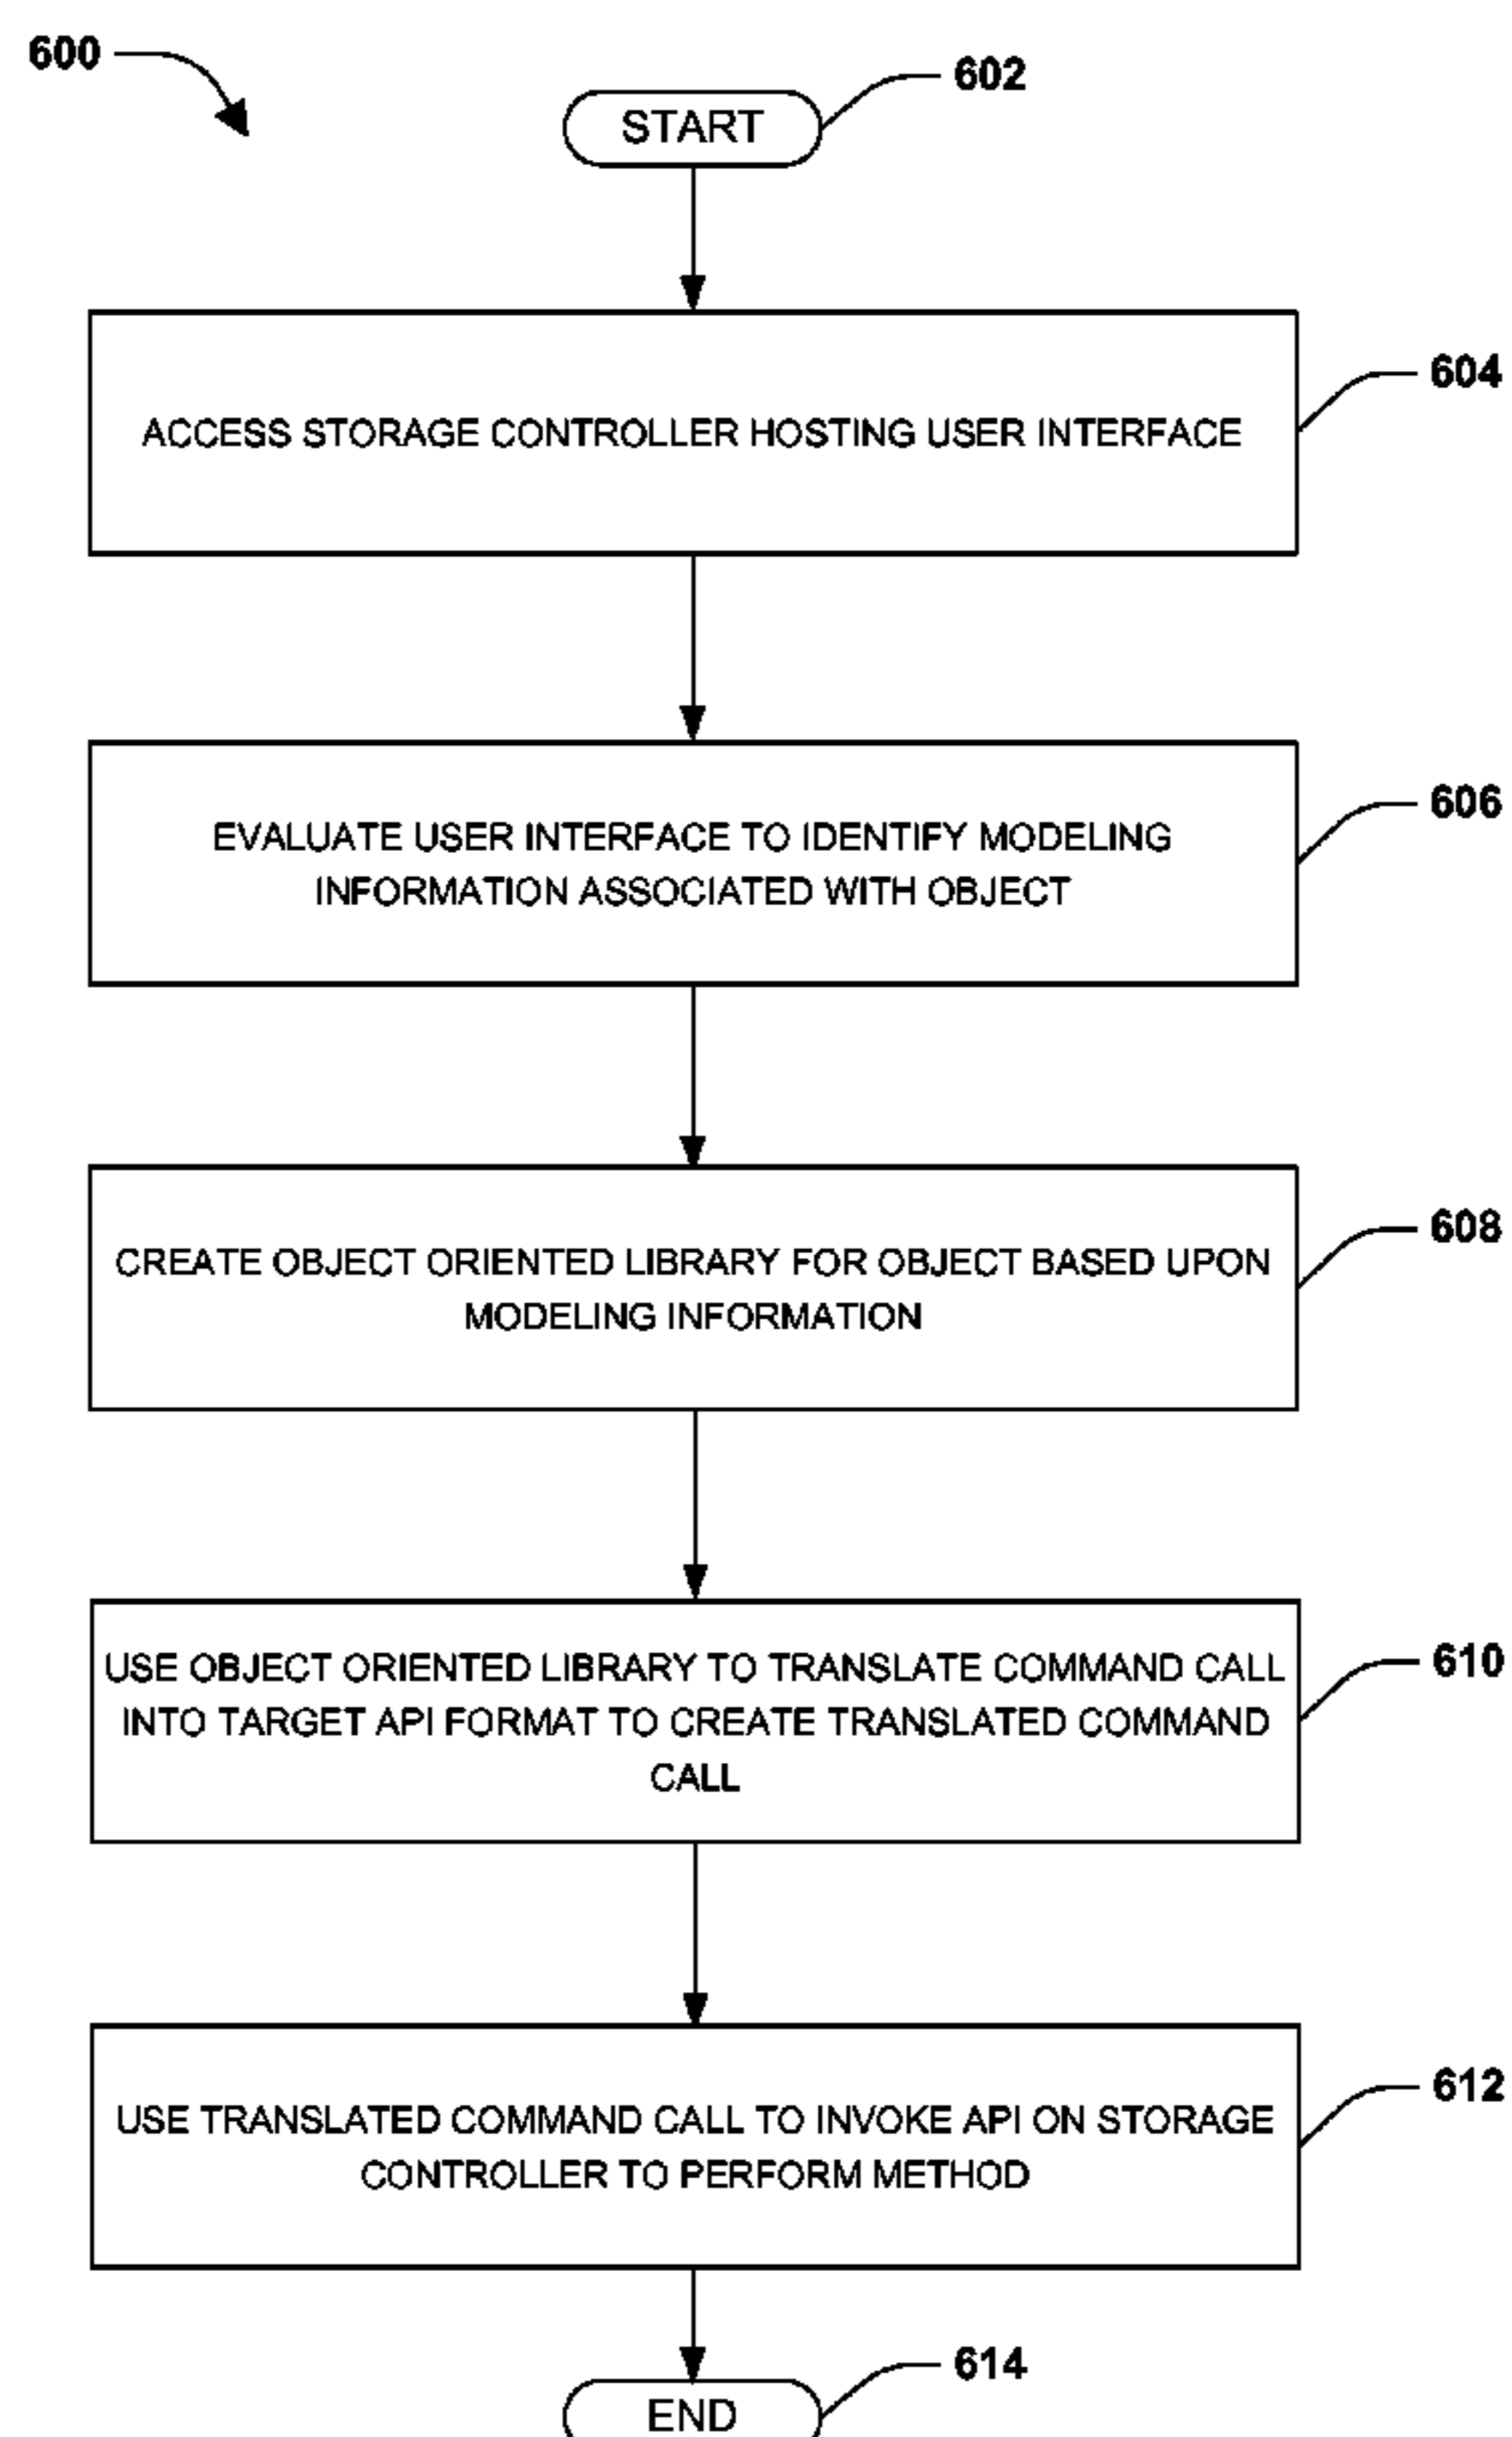 600
602
START
604
ACCESS STORAGE CONTROLLER HOSTING USER INTERFACE
606
EVALUATE USER INTERFACE TO IDENTIFY MODELING
INFORMATION ASSOCIATED WITH OBJECT
608
CREATE OBJECT ORIENTED LIBRARY FOR OBJECT BASED UPON
MODELING INFORMATION
610
USE OBJECT ORIENTED LIBRARY TO TRANSLATE COMMAND CALL
INTO TARGET API FORMAT TO CREATE TRANSLATED COMMAND
CALL
612
USE TRANSLATED COMMAND CALL TO INVOKE API ON STORAGE
CONTROLLER TO PERFORM METHOD
614
END